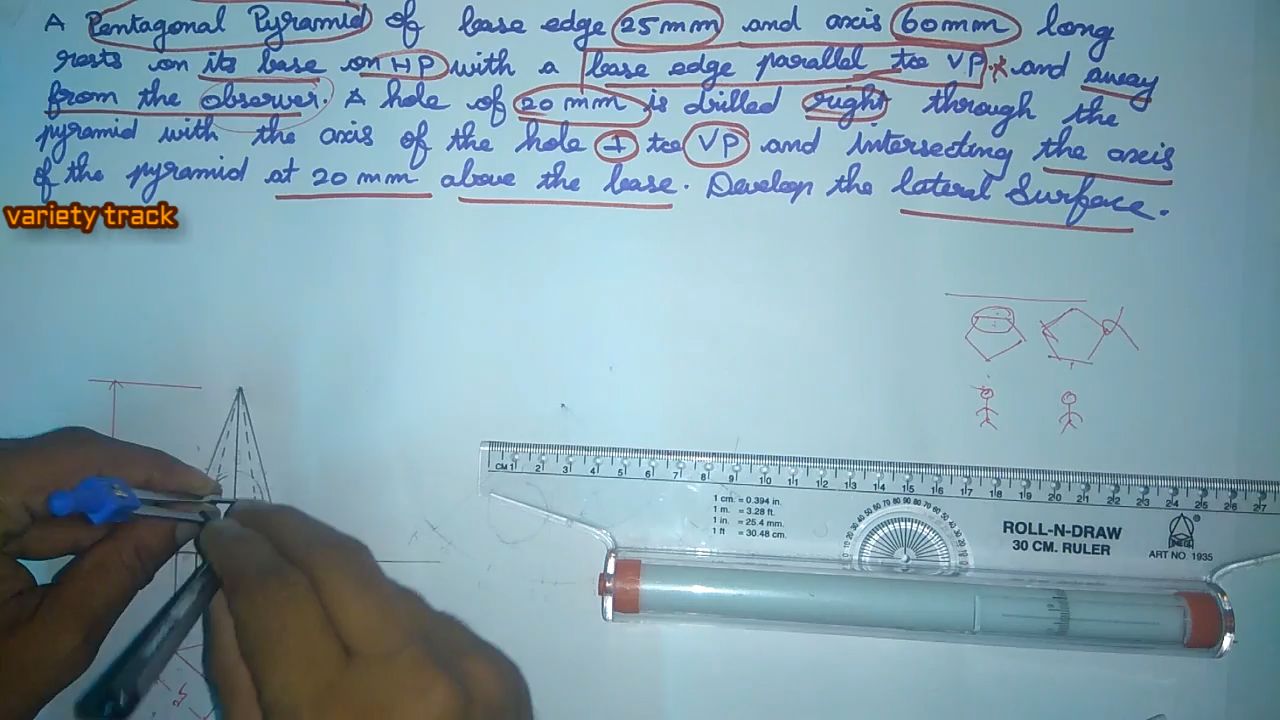 A Pentagonal Pyramid of base edge 25mm and axis 60mm long
rests on its base on HP with a base edge parallel to VP and away
from the observer. A hole of 20mm is drilled right through the
pyramid with the axis of the hole ⊥ to VP and intersecting the axis
of the pyramid at 20 mm above the base. Develop the lateral Surface.
variety track
CM 1 2 3 4 5 6 7 8 9 10 11 12 13 14 15 16 17 18 19 20 21 22 23 24 25 26 27
1 cm. = 0.394 in.
1 m. = 3.28 ft.
1 in. = 25.4 mm.
1 ft = 30.48 cm.
ROLL-N-DRAW
30 CM. RULER
OMEGA
ART NO. 1935